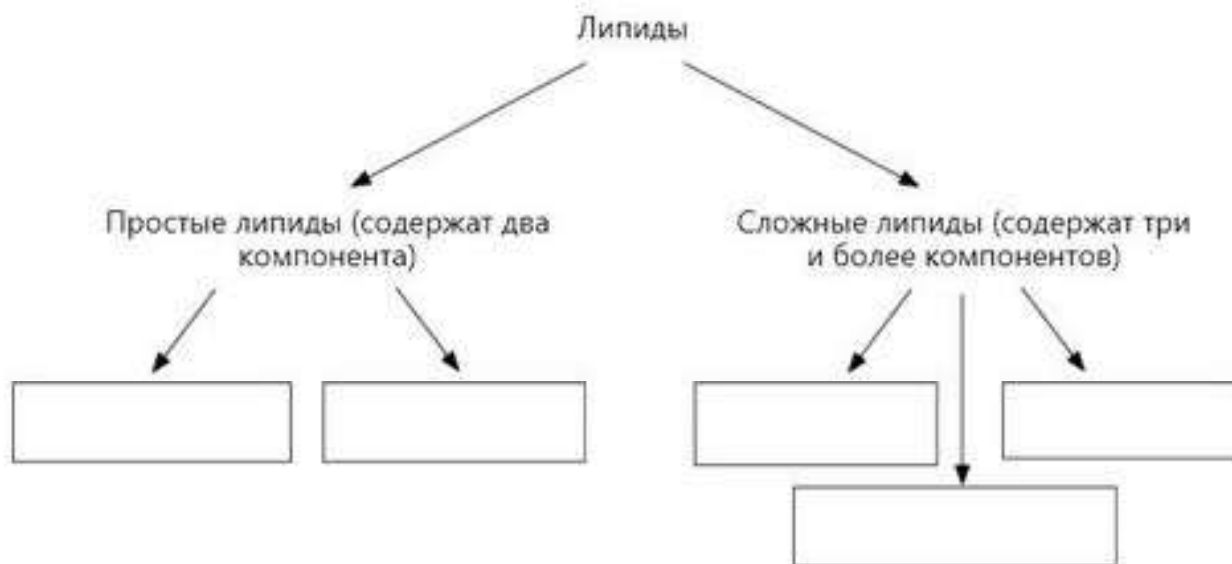 Липиды
Простые липиды (содержат два
компонента)
Сложные липиды (содержат три
и более компонентов)